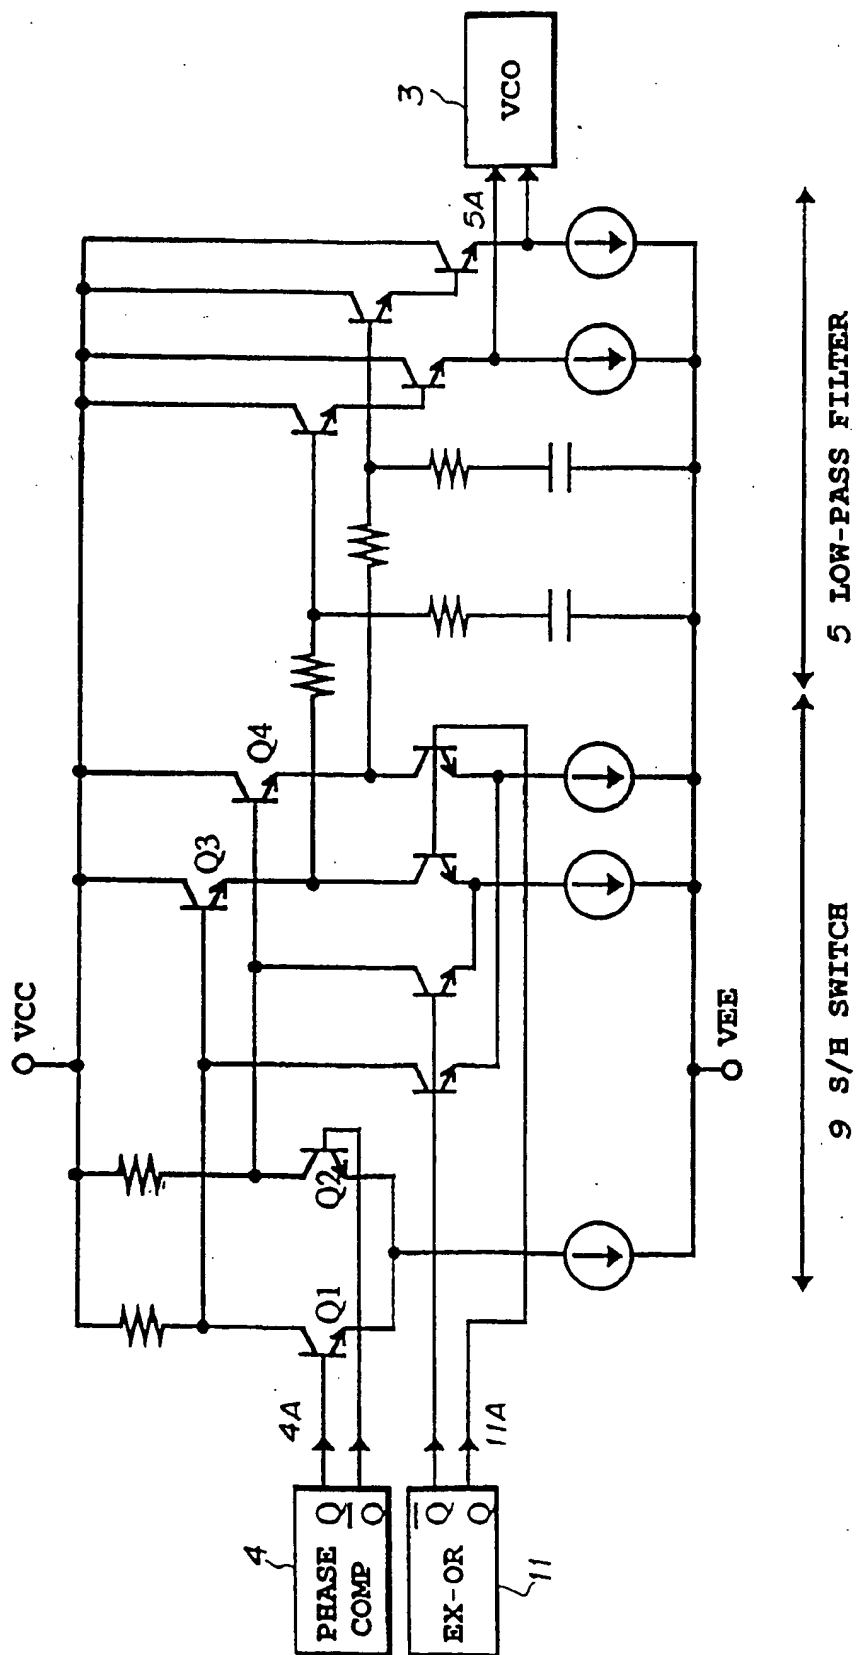 VCC
4
PHASE
COMP
Q
Q̅
4A
11
EX-OR
Q̅
Q
11A
Q1
Q2
Q3
Q4
5A
3
VCO
VEE
9 S/H SWITCH
5 LOW-PASS FILTER